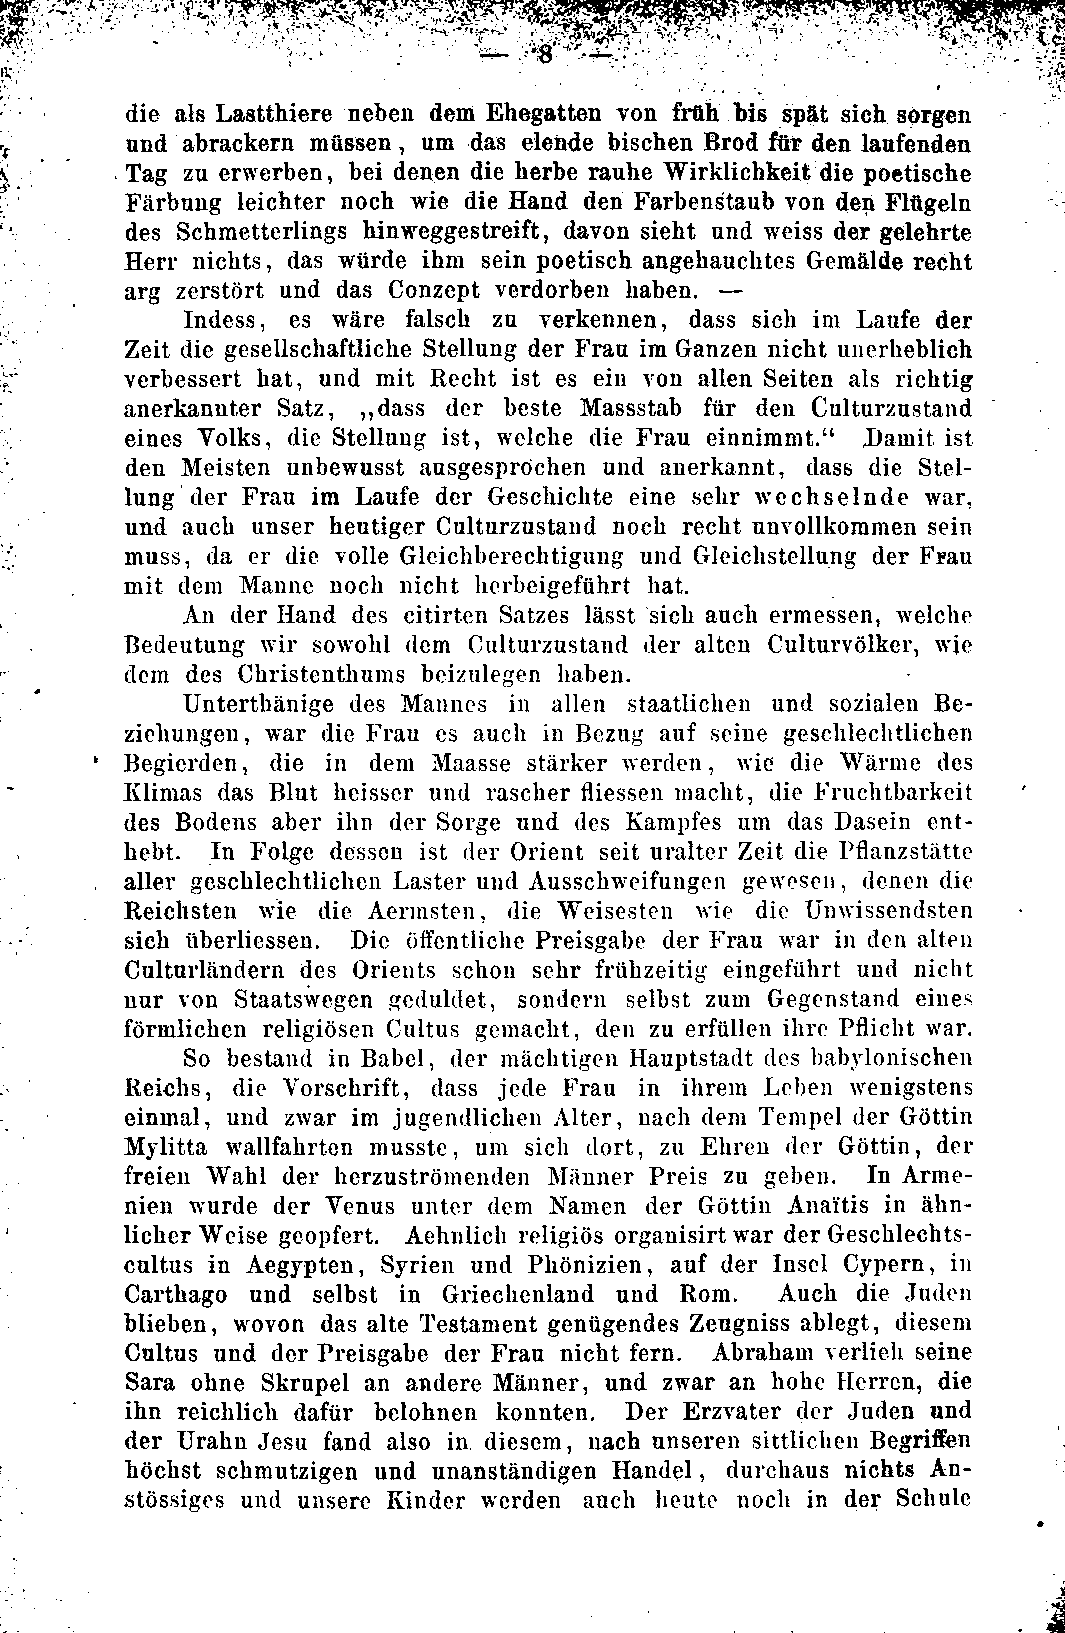 — 8 —
die als Lastthiere neben dem Ehegatten von früh bis spät sich sorgen
und abrackern müssen, um das elende bischen Brod für den laufenden
Tag zu erwerben, bei denen die herbe rauhe Wirklichkeit die poetische
Färbung leichter noch wie die Hand den Farbenstaub von den Flügeln
des Schmetterlings hinweggestreift, davon sieht und weiss der gelehrte
Herr nichts, das würde ihm sein poetisch angehauchtes Gemälde recht
arg zerstört und das Conzept verdorben haben. —
Indess, es wäre falsch zu verkennen, dass sich im Laufe der
Zeit die gesellschaftliche Stellung der Frau im Ganzen nicht unerheblich
verbessert hat, und mit Recht ist es ein von allen Seiten als richtig
anerkannter Satz, „dass der beste Massstab für den Culturzustand
eines Volks, die Stellung ist, welche die Frau einnimmt.“ Damit ist
den Meisten unbewusst ausgesprochen und anerkannt, dass die Stel-
lung der Frau im Laufe der Geschichte eine sehr wechselnde war,
und auch unser heutiger Culturzustand noch recht unvollkommen sein
muss, da er die volle Gleichberechtigung und Gleichstellung der Frau
mit dem Manne noch nicht herbeigeführt hat.
An der Hand des citirten Satzes lässt sich auch ermessen, welche
Bedeutung wir sowohl dem Culturzustand der alten Culturvölker, wie
dem des Christenthums beizulegen haben.
Unterthänige des Mannes in allen staatlichen und sozialen Be-
ziehungen, war die Frau es auch in Bezug auf seine geschlechtlichen
Begierden, die in dem Maasse stärker werden, wie die Wärme des
Klimas das Blut heisser und rascher fliessen macht, die Fruchtbarkeit
des Bodens aber ihn der Sorge und des Kampfes um das Dasein ent-
hebt. In Folge dessen ist der Orient seit uralter Zeit die Pflanzstätte
aller geschlechtlichen Laster und Ausschweifungen gewesen, denen die
Reichsten wie die Aermsten, die Weisesten wie die Unwissendsten
sich überliessen. Die öffentliche Preisgabe der Frau war in den alten
Culturländern des Orients schon sehr frühzeitig eingeführt und nicht
nur von Staatswegen geduldet, sondern selbst zum Gegenstand eines
förmlichen religiösen Cultus gemacht, den zu erfüllen ihre Pflicht war.
So bestand in Babel, der mächtigen Hauptstadt des babylonischen
Reichs, die Vorschrift, dass jede Frau in ihrem Leben wenigstens
einmal, und zwar im jugendlichen Alter, nach dem Tempel der Göttin
Mylitta wallfahrten musste, um sich dort, zu Ehren der Göttin, der
freien Wahl der herzuströmenden Männer Preis zu geben. In Arme-
nien wurde der Venus unter dem Namen der Göttin Anaïtis in ähn-
licher Weise geopfert. Aehnlich religiös organisirt war der Geschlechts-
cultus in Aegypten, Syrien und Phönizien, auf der Insel Cypern, in
Carthago und selbst in Griechenland und Rom. Auch die Juden
blieben, wovon das alte Testament genügendes Zeugniss ablegt, diesem
Cultus und der Preisgabe der Frau nicht fern. Abraham verlieh seine
Sara ohne Skrupel an andere Männer, und zwar an hohe Herren, die
ihn reichlich dafür belohnen konnten. Der Erzvater der Juden und
der Urahn Jesu fand also in diesem, nach unseren sittlichen Begriffen
höchst schmutzigen und unanständigen Handel, durchaus nichts An-
stössiges und unsere Kinder werden auch heute noch in der Schule